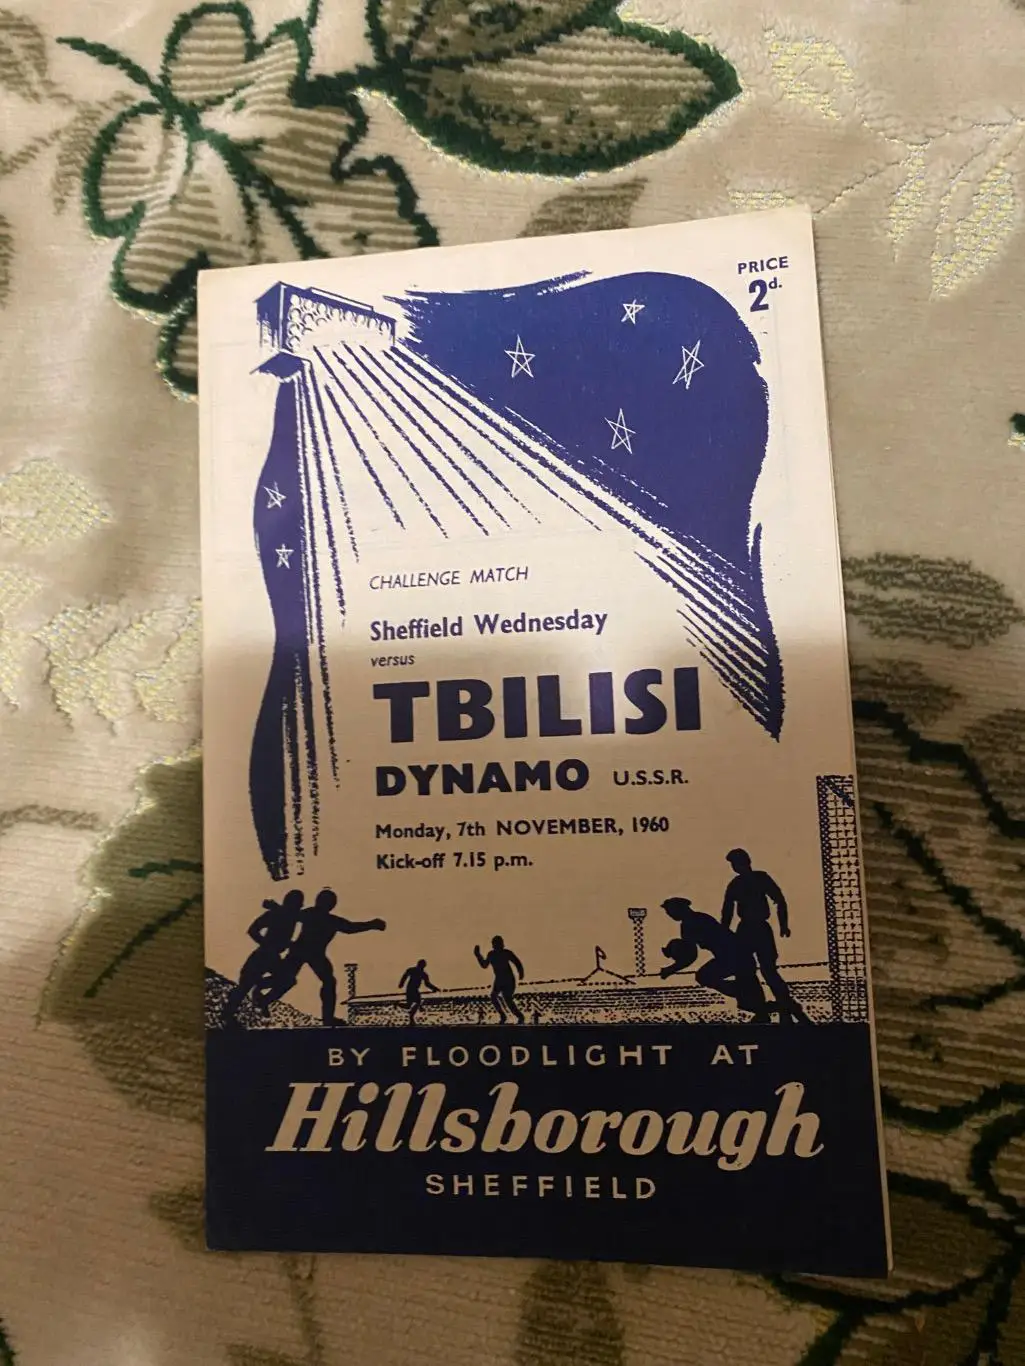 PRICE
2d.
CHALLENGE MATCH
Sheffield Wednesday
versus
TBILISI
DYNAMO U.S.S.R.
Monday, 7th NOVEMBER, 1960
Kick-off 7.15 p.m.
BY FLOODLIGHT AT
Hillsborough
SHEFFIELD